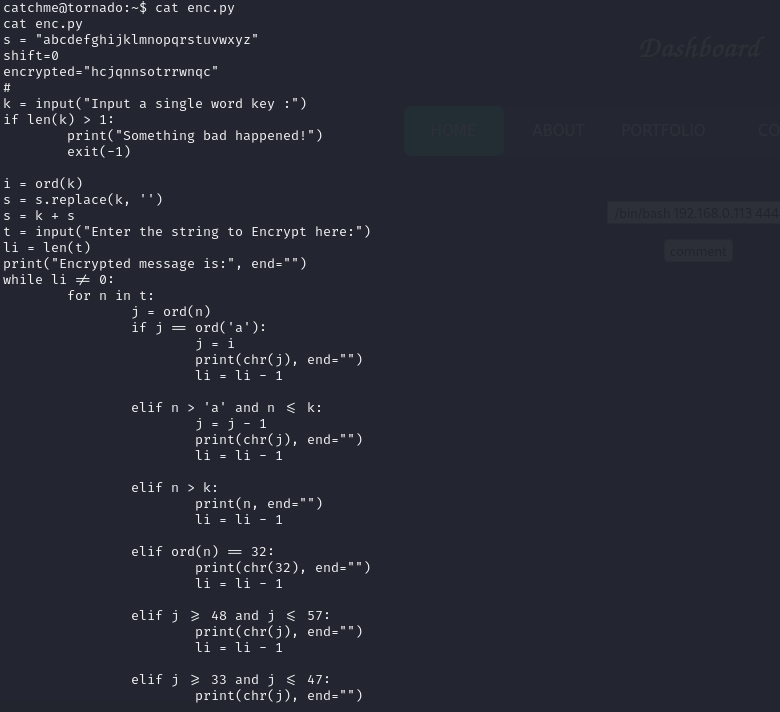 catchme@tornado:~$ cat enc.py
cat enc.py
s = "abcdefghijklmnopqrstuvwxyz"
shift=0
encrypted="hcjqnnsotrrwnqc"
#
k = input("Input a single word key :")
if len(k) > 1:
        print("Something bad happened!")
        exit(-1)

i = ord(k)
s = s.replace(k, '')
s = k + s
t = input("Enter the string to Encrypt here:")
li = len(t)
print("Encrypted message is:", end="")
while li != 0:
        for n in t:
                j = ord(n)
                if j == ord('a'):
                        j = i
                        print(chr(j), end="")
                        li = li - 1

                elif n > 'a' and n <= k:
                        j = j - 1
                        print(chr(j), end="")
                        li = li - 1

                elif n > k:
                        print(n, end="")
                        li = li - 1

                elif ord(n) == 32:
                        print(chr(32), end="")
                        li = li - 1

                elif j >= 48 and j <= 57:
                        print(chr(j), end="")
                        li = li - 1

                elif j >= 33 and j <= 47:
                        print(chr(j), end="")
Dashboard
HOME ABOUT PORTFOLIO
/bin/bash 192.168.0.113 444
comment